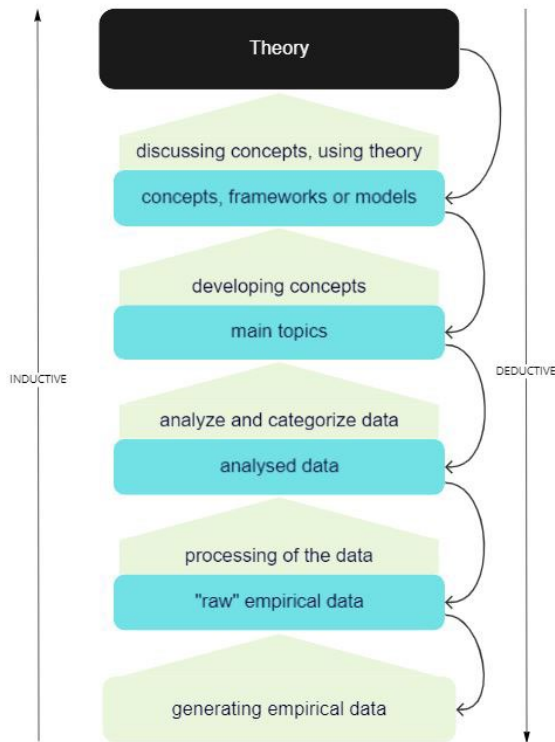 Theory
discussing concepts, using theory
concepts, frameworks or models
developing concepts
main topics
INDUCTIVE
DEDUCTIVE
analyze and categorize data
analysed data
processing of the data
"raw" empirical data
generating empirical data